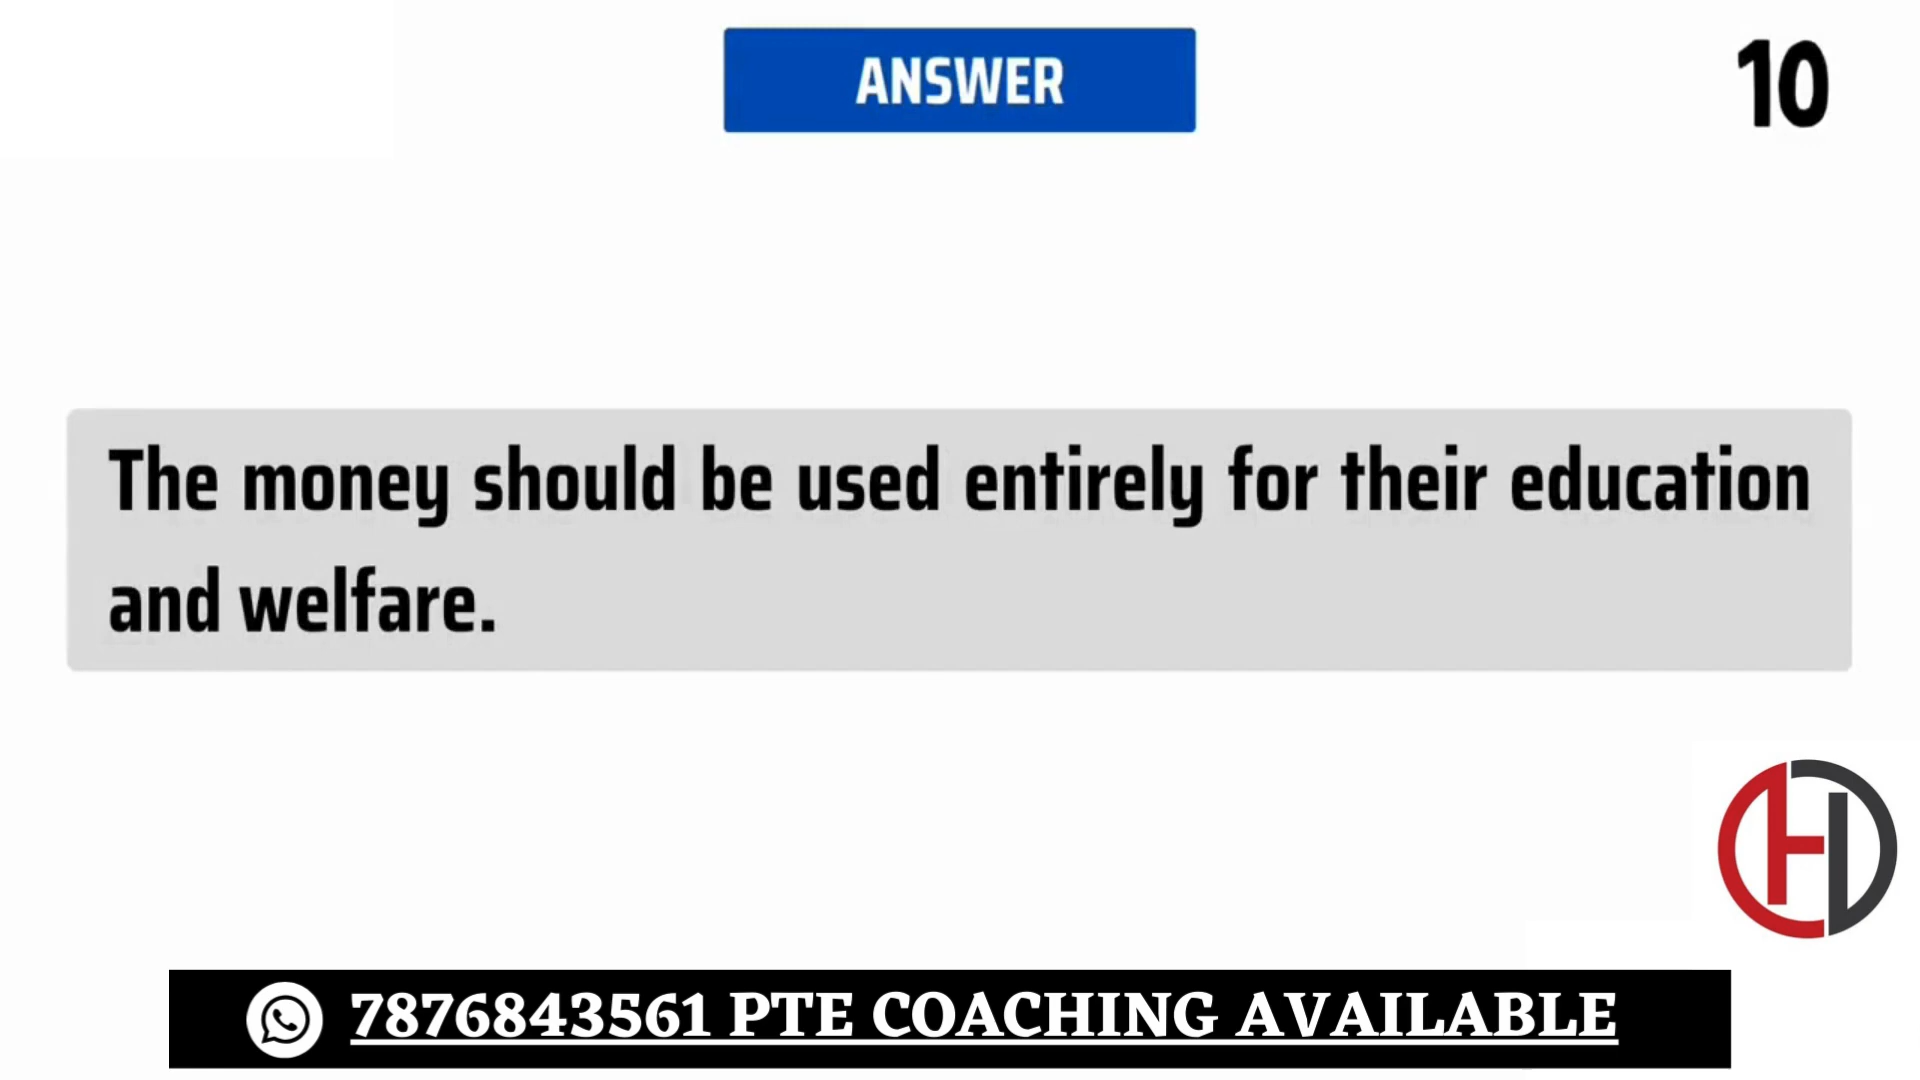 ANSWER
10
The money should be used entirely for their education
and welfare.
7876843561 PTE COACHING AVAILABLE